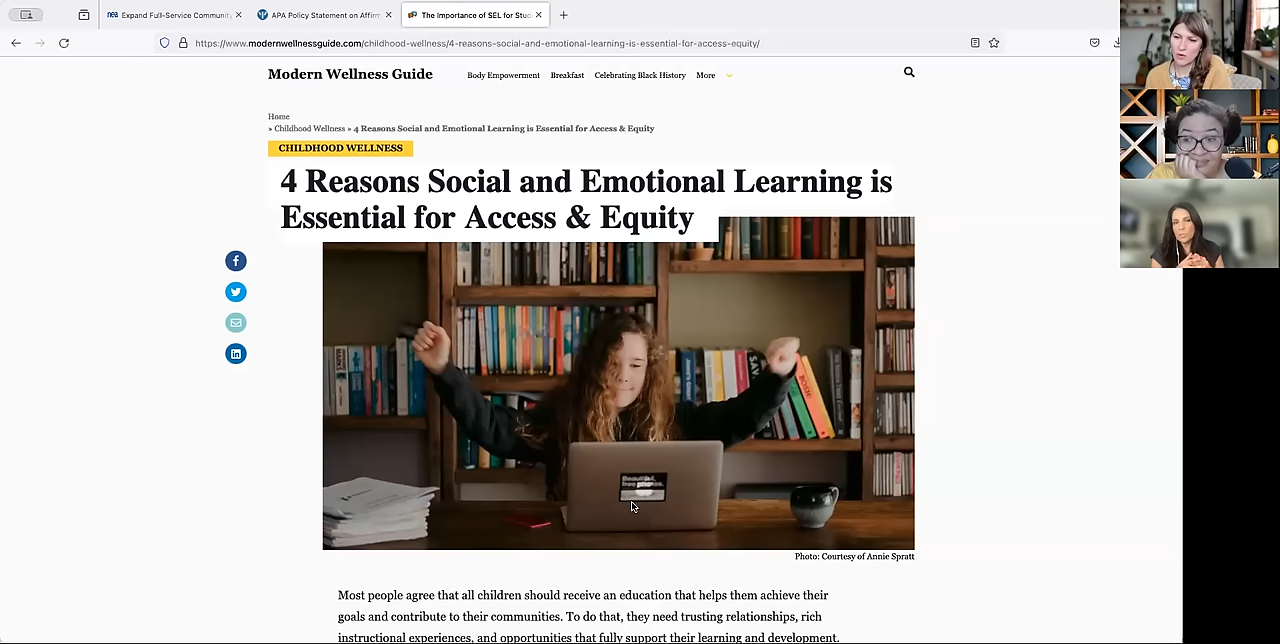 nea Expand Full-Service Community
APA Policy Statement on Affirm
The Importance of SEL for Stud
https://www.modernwellnessguide.com/childhood-wellness/4-reasons-social-and-emotional-learning-is-essential-for-access-equity/
Modern Wellness Guide
Body Empowerment Breakfast Celebrating Black History More
Home
» Childhood Wellness » 4 Reasons Social and Emotional Learning is Essential for Access & Equity
CHILDHOOD WELLNESS
4 Reasons Social and Emotional Learning is
Essential for Access & Equity
Beautiful,
free photos.
Photo: Courtesy of Annie Spratt
Most people agree that all children should receive an education that helps them achieve their
goals and contribute to their communities. To do that, they need trusting relationships, rich
instructional experiences, and opportunities that fully support their learning and development.